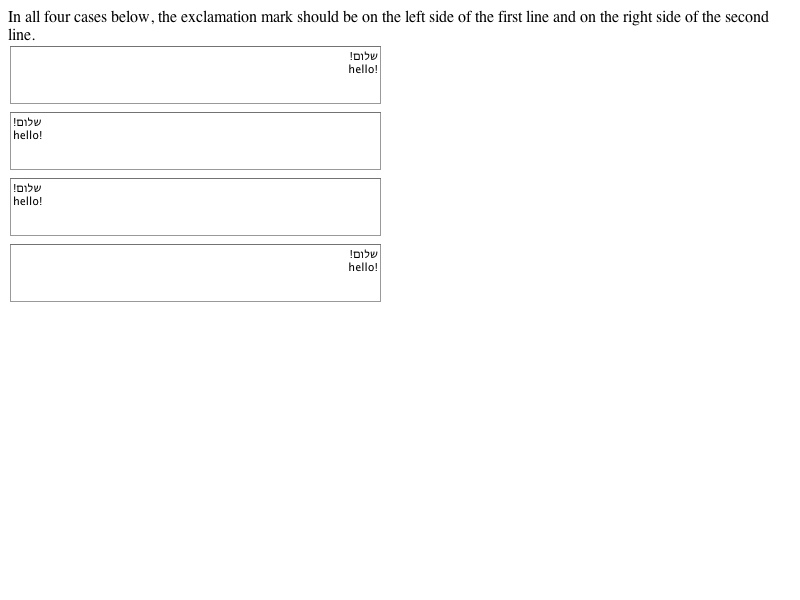 In all four cases below, the exclamation mark should be on the left side of the first line and on the right side of the second
line.
שלום!
hello!
שלום!
hello!
שלום!
hello!
שלום!
hello!